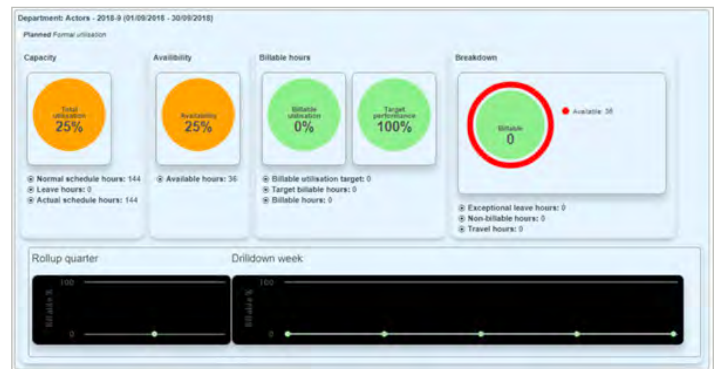 Department: Actors - 2018-9 (01/09/2018 - 30/09/2018)
Planned Formal utilisation
Capacity
Total
utilisation
25%
Normal schedule hours: 144
Leave hours: 0
Actual schedule hours: 144
Availibility
Availability
25%
Available hours: 36
Billable hours
Billable
utilisation
0%
Target
performance
100%
Billable utilisation target: 0
Target billable hours: 0
Billable hours: 0
Breakdown
Billable
0
Available: 36
Exceptional leave hours: 0
Non-billable hours: 0
Travel hours: 0
Rollup quarter
100
Billable %
0
Drilldown week
100
Billable %
0